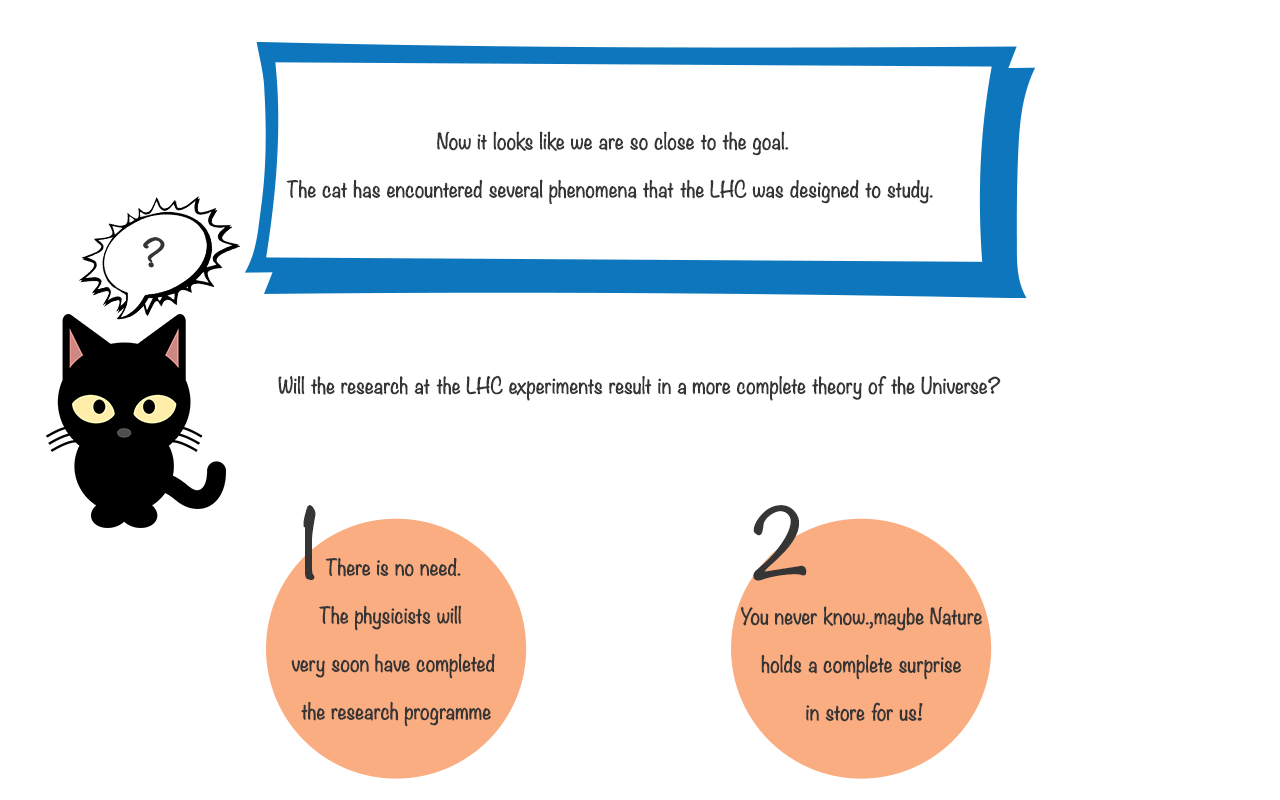 Now it looks like we are so close to the goal.
The cat has encountered several phenomena that the LHC was designed to study.
?
Will the research at the LHC experiments result in a more complete theory of the Universe?
1
There is no need.
The physicists will
very soon have completed
the research programme
2
You never know.,maybe Nature
holds a complete surprise
in store for us!